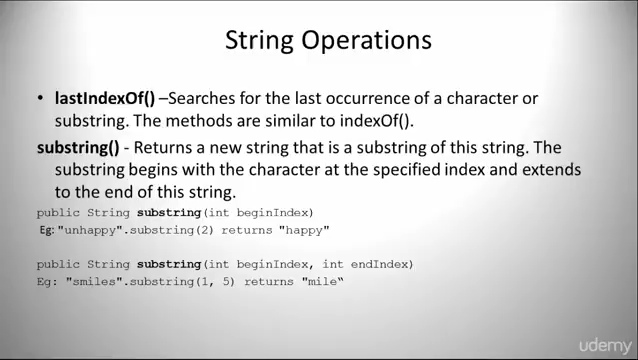 String Operations
• lastIndexOf() –Searches for the last occurrence of a character or
substring. The methods are similar to indexOf().
substring() - Returns a new string that is a substring of this string. The
substring begins with the character at the specified index and extends
to the end of this string.
public String substring(int beginIndex)
Eg: "unhappy".substring(2) returns "happy"
public String substring(int beginIndex, int endIndex)
Eg: "smiles".substring(1, 5) returns "mile“
udemy